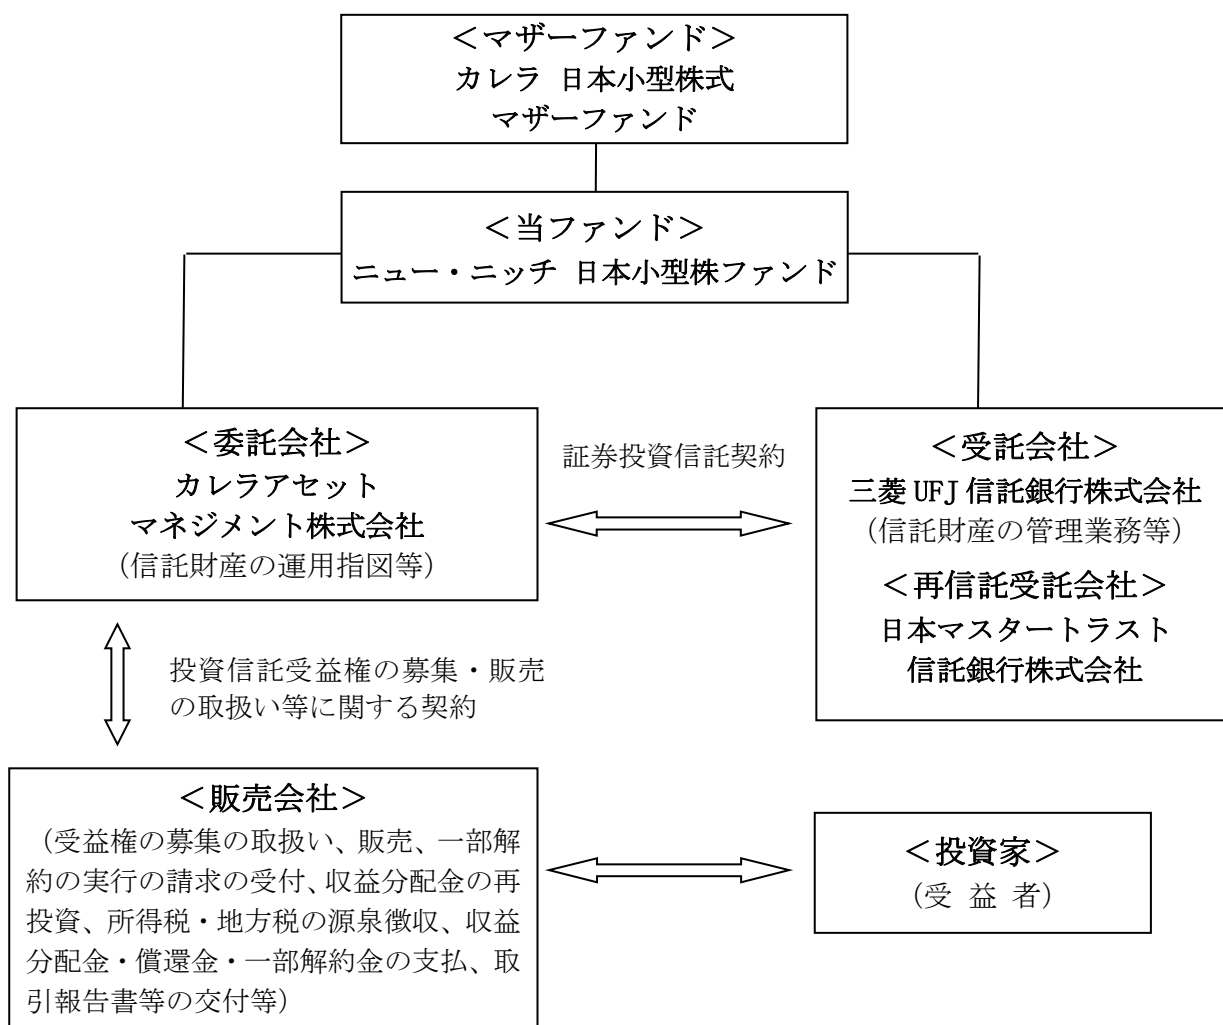 ＜マザーファンド＞
カレラ 日本小型株式
マザーファンド
＜当ファンド＞
ニュー・ニッチ 日本小型株ファンド
＜委託会社＞
カレラアセット
マネジメント株式会社
（信託財産の運用指図等）
証券投資信託契約
＜受託会社＞
三菱 UFJ 信託銀行株式会社
（信託財産の管理業務等）
＜再信託受託会社＞
日本マスタートラスト
信託銀行株式会社
投資信託受益権の募集・販売
の取扱い等に関する契約
＜販売会社＞
（受益権の募集の取扱い、販売、一部解
約の実行の請求の受付、収益分配金の再
投資、所得税・地方税の源泉徴収、収益
分配金・償還金・一部解約金の支払、取
引報告書等の交付等）
＜投資家＞
（受 益 者）